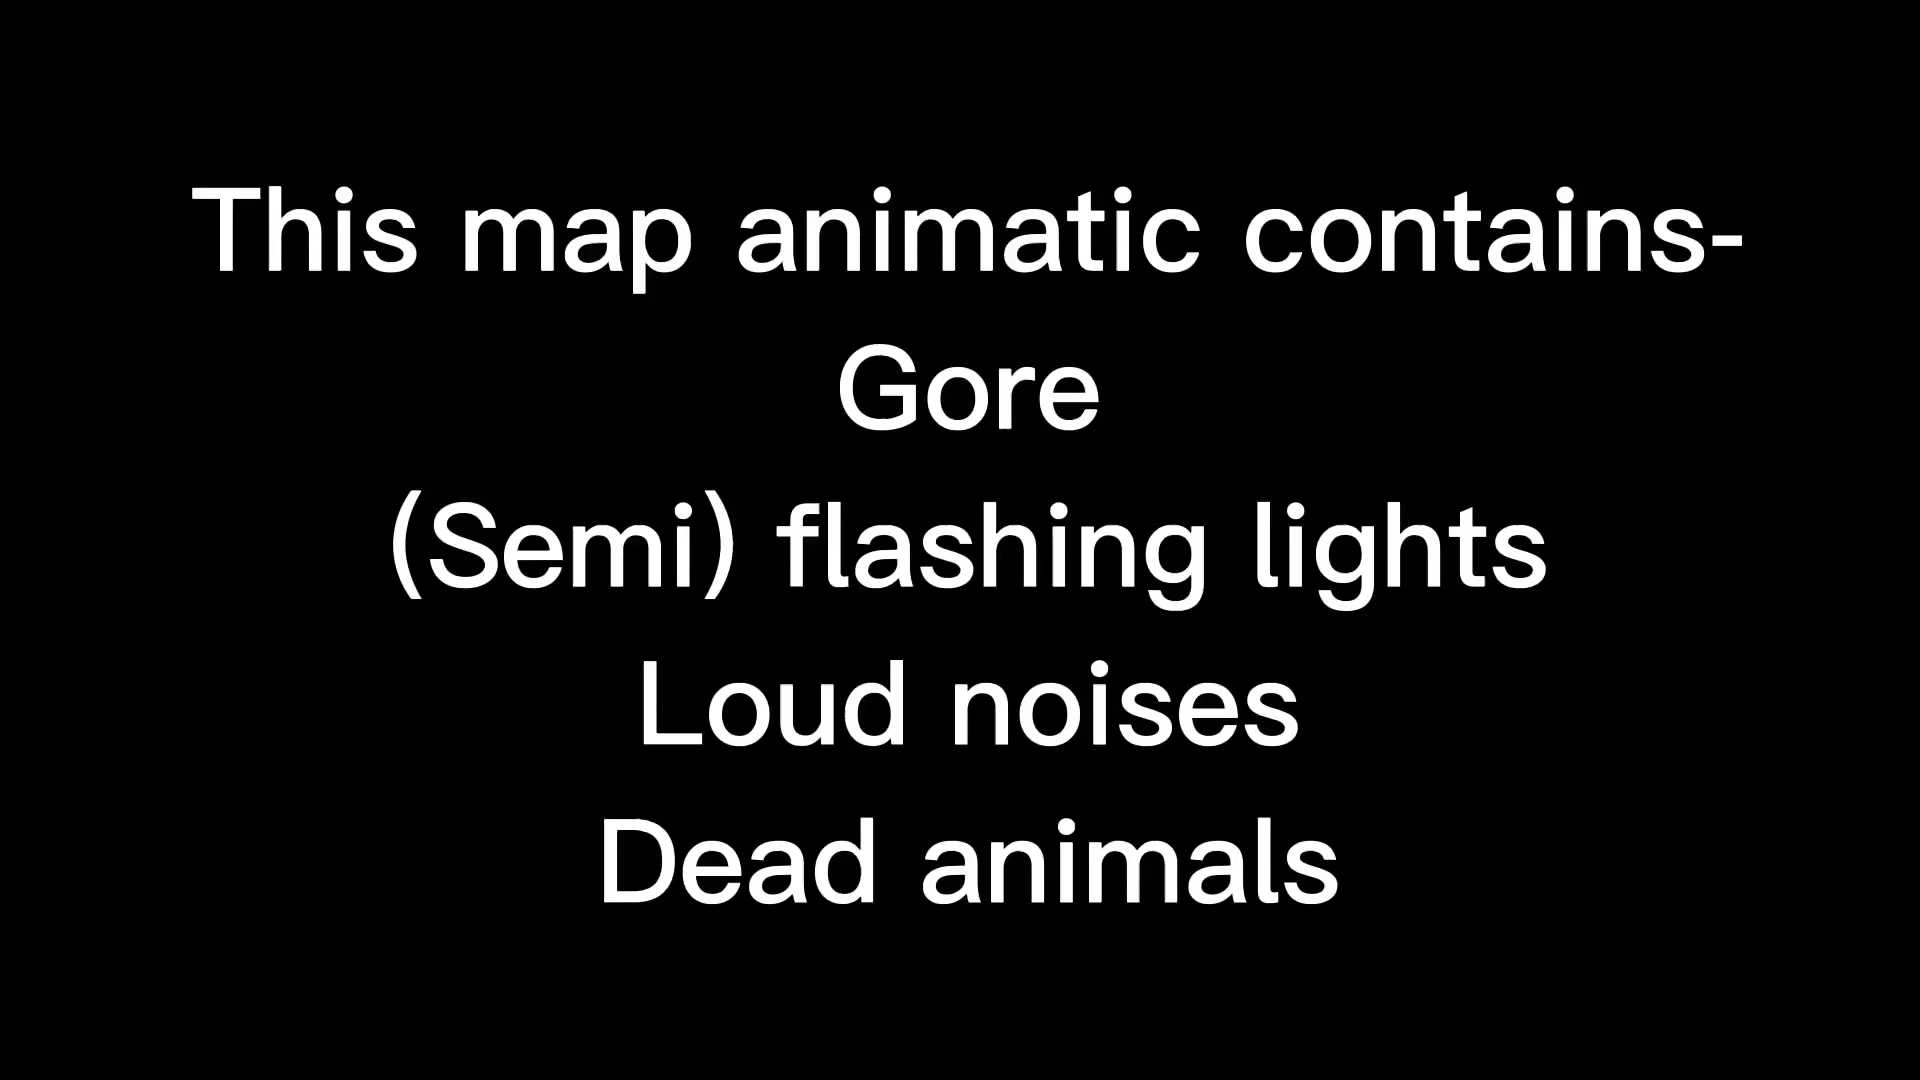 This map animatic contains-
Gore
(Semi) flashing lights
Loud noises
Dead animals